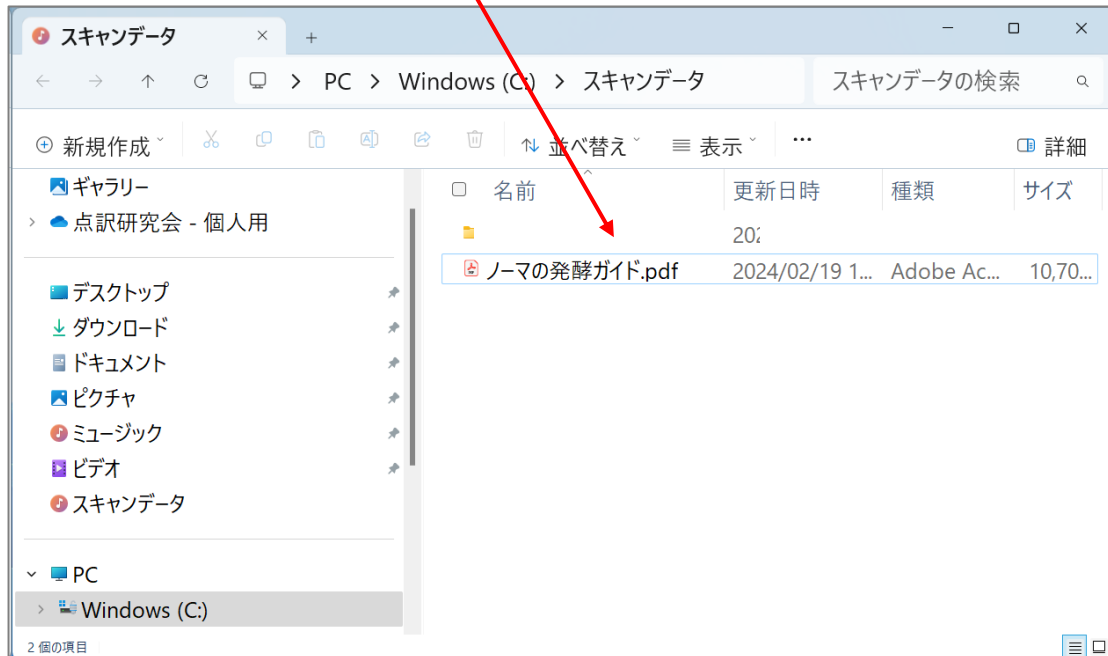 スキャンデータ
PC > Windows (C:) > スキャンデータ
スキャンデータの検索
新規作成
並べ替え
表示
詳細
ギャラリー
点訳研究会 - 個人用
デスクトップ
ダウンロード
ドキュメント
ピクチャ
ミュージック
ビデオ
スキャンデータ
PC
Windows (C:)
名前 更新日時 種類 サイズ
ノーマの発酵ガイド.pdf 2024/02/19 1... Adobe Ac... 10,70...
2 個の項目